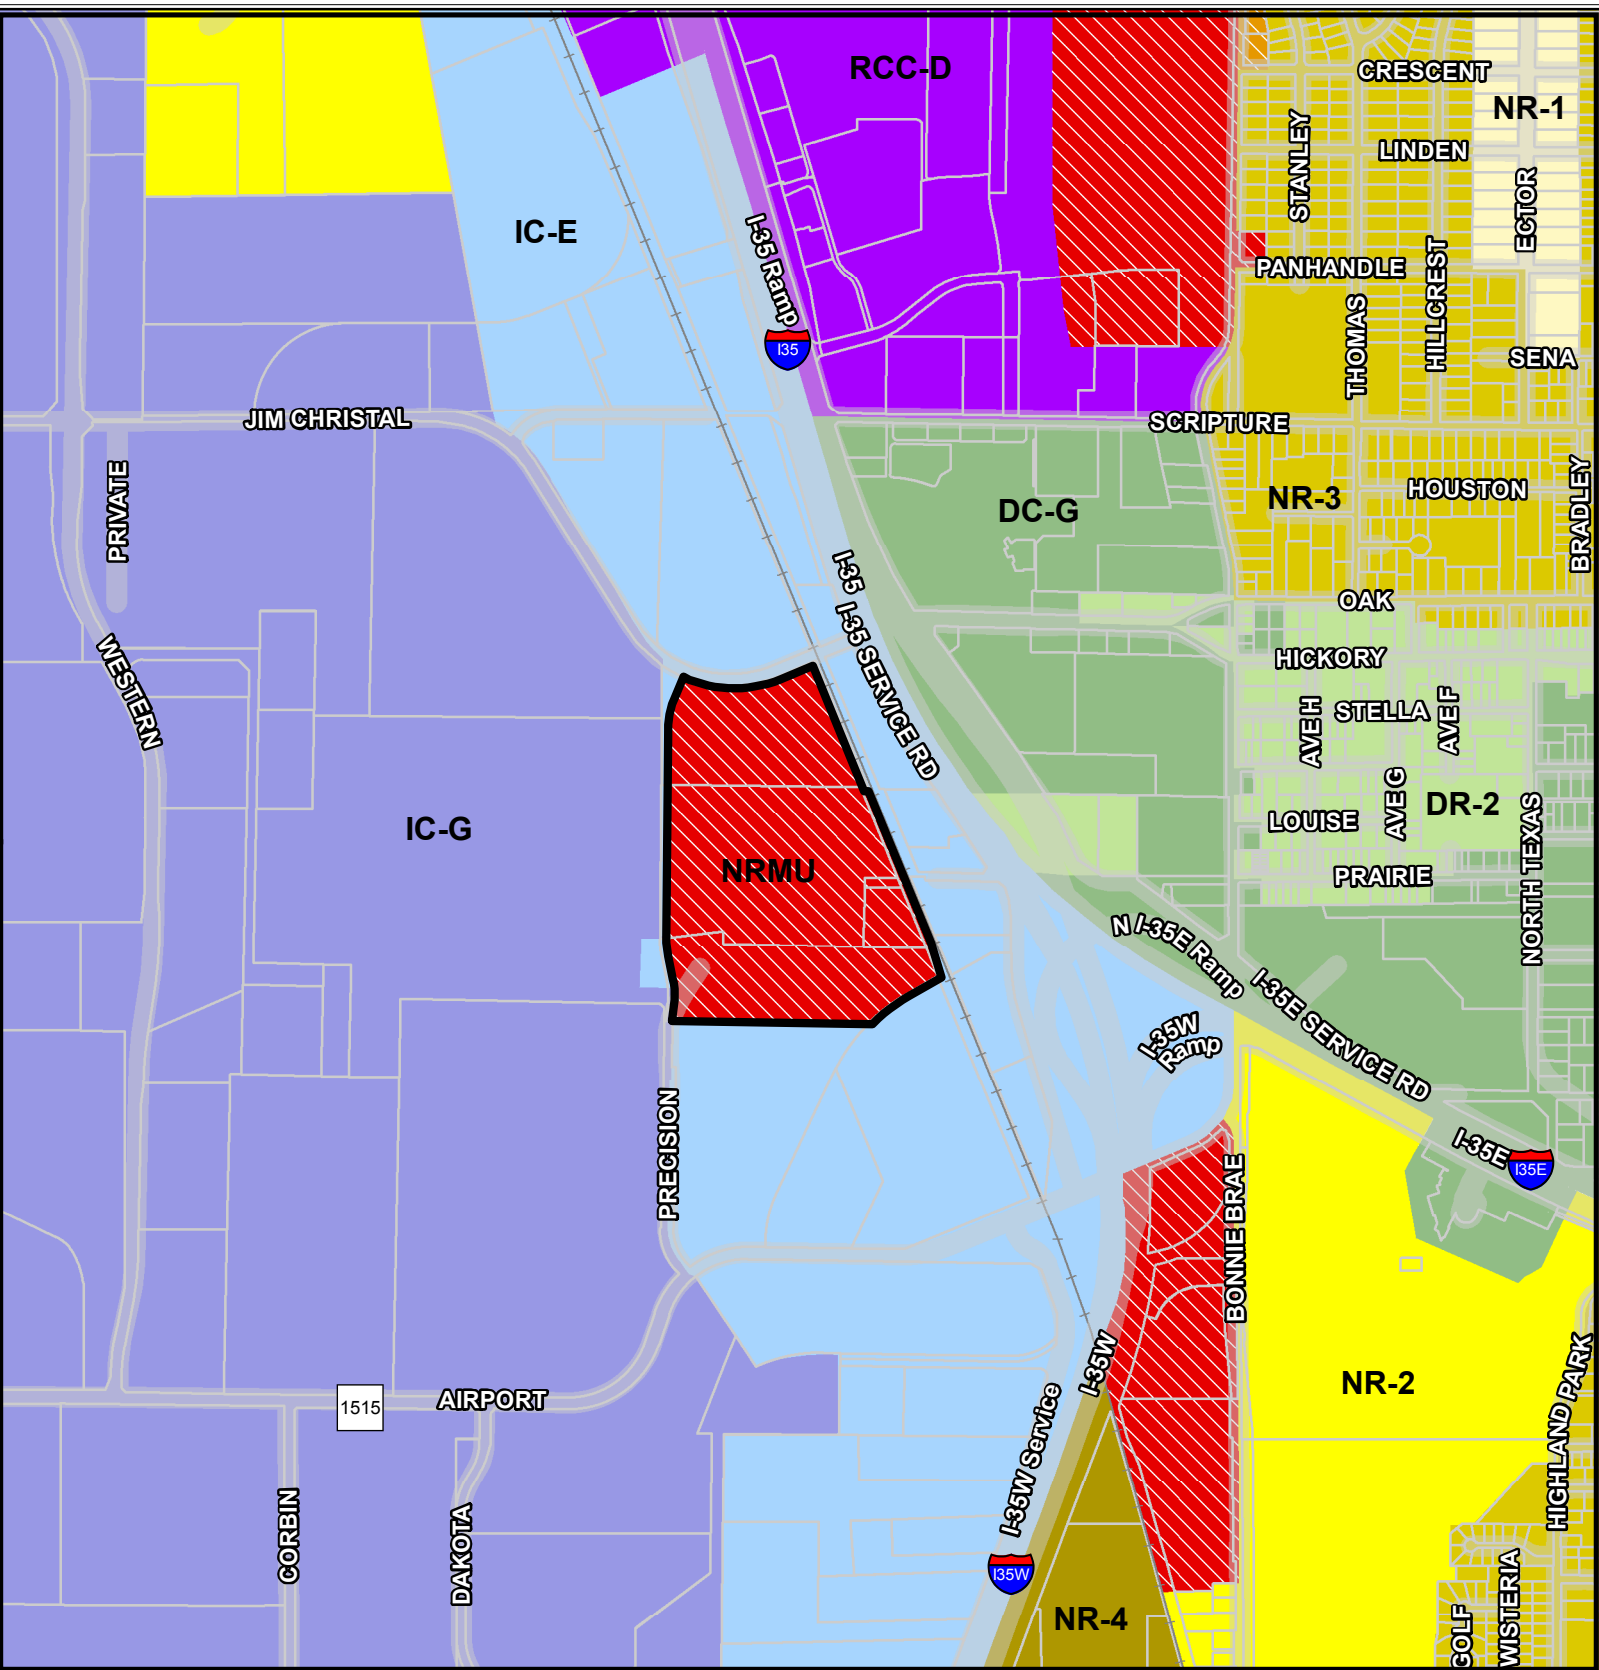 RCC-D
CRESCENT
NR-1
STANLEY
LINDEN
ECTOR
IC-E
I-35 Ramp
I35
PANHANDLE
HILLCREST
THOMAS
SENA
JIM CHRISTAL
SCRIPTURE
PRIVATE
DC-G
NR-3
HOUSTON
BRADLEY
I-35
OAK
I-35 SERVICE RD
HICKORY
WESTERN
AVE H
STELLA
AVE F
IC-G
NRMU
LOUISE
AVE G
DR-2
NORTH TEXAS
PRAIRIE
N I-35E Ramp
I-35E SERVICE RD
I-35W
Ramp
PRECISION
I-35E
I35E
BONNIE BRAE
I-35W
NR-2
HIGHLAND PARK
1515
AIRPORT
I-35W Service
CORBIN
DAKOTA
I35W
NR-4
GOLF
WISTERIA